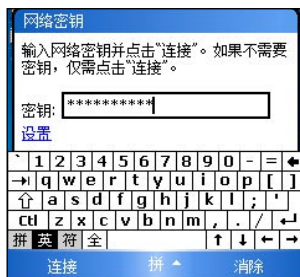 网络密钥
输入网络密钥并点击"连接"。如果不需要
密钥，仅需点击"连接"。
密钥: **********
设置
` 1 2 3 4 5 6 7 8 9 0 - =
q w e r t y u i o p [ ]
a s d f g h j k l ; '
Ctl z x c v b n m , . /
拼 英 符 全
连接 拼 消除